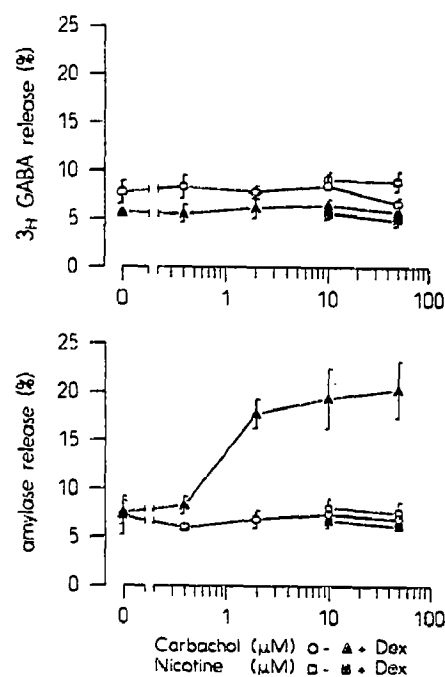 3H GABA release (%)
25
20
15
10
5
0
0 1 10 100
amylase release (%)
25
20
15
10
5
0
0 1 10 100
Carbachol (μM) ○- ▲+ Dex
Nicotine (μM) □- ■+ Dex